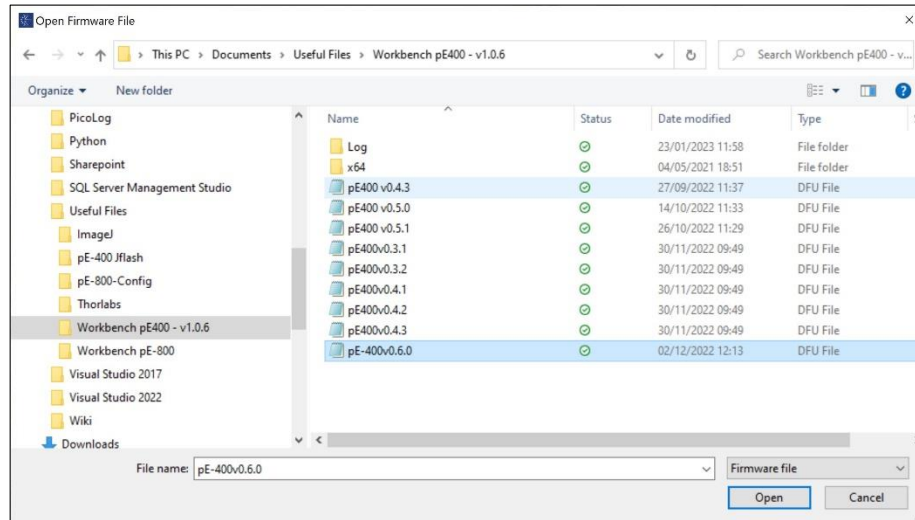 Open Firmware File
This PC > Documents > Useful Files > Workbench pE400 - v1.0.6
Search Workbench pE400 - v...
Organize
New folder
PicoLog
Python
Sharepoint
SQL Server Management Studio
Useful Files
ImageJ
pE-400 Jflash
pE-800-Config
Thorlabs
Workbench pE400 - v1.0.6
Workbench pE-800
Visual Studio 2017
Visual Studio 2022
Wiki
Downloads
Name Status Date modified Type
Log 23/01/2023 11:58 File folder
x64 04/05/2021 18:51 File folder
pE400 v0.4.3 27/09/2022 11:37 DFU File
pE400 v0.5.0 14/10/2022 11:33 DFU File
pE400 v0.5.1 26/10/2022 11:29 DFU File
pE400v0.3.1 30/11/2022 09:49 DFU File
pE400v0.3.2 30/11/2022 09:49 DFU File
pE400v0.4.1 30/11/2022 09:49 DFU File
pE400v0.4.2 30/11/2022 09:49 DFU File
pE400v0.4.3 30/11/2022 09:49 DFU File
pE-400v0.6.0 02/12/2022 12:13 DFU File
File name: pE-400v0.6.0
Firmware file
Open
Cancel